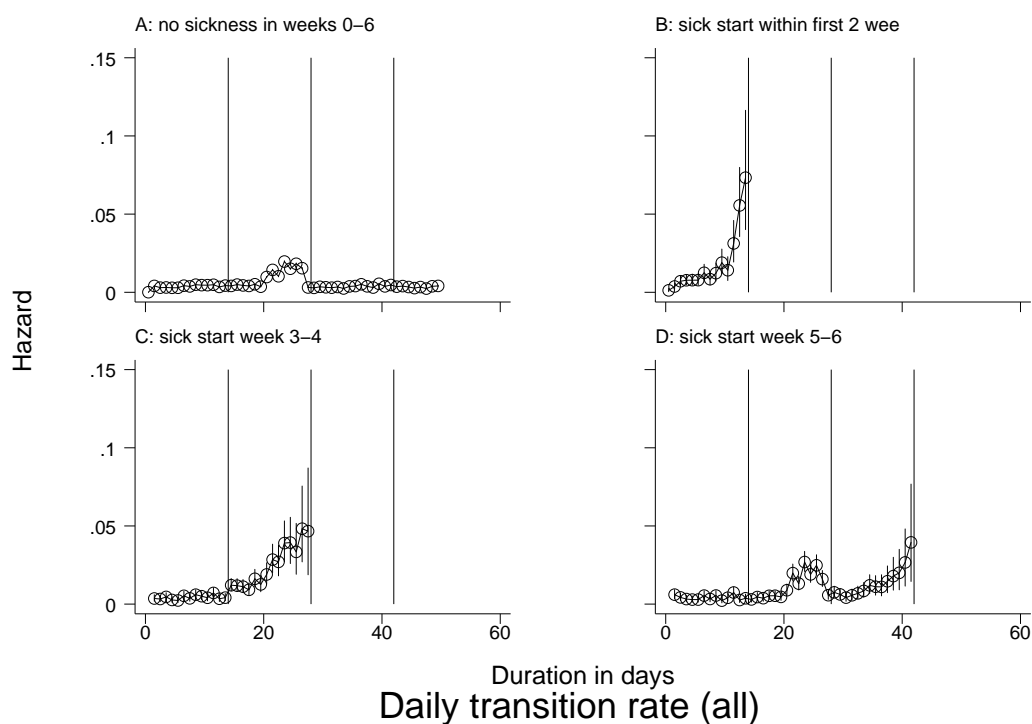 A: no sickness in weeks 0−6
B: sick start within first 2 wee
.15
.1
.05
0
C: sick start week 3−4
D: sick start week 5−6
.15
.1
.05
0
Hazard
0 20 40 60
0 20 40 60
Duration in days
Daily transition rate (all)